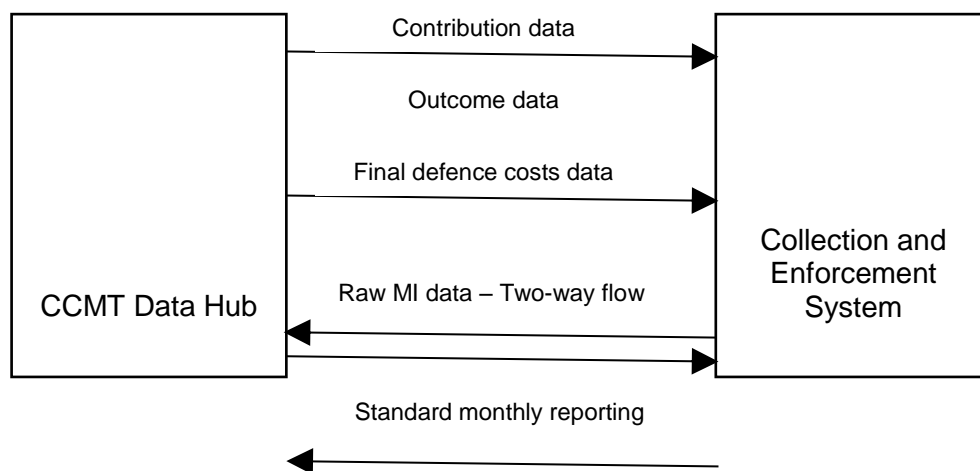 Contribution data
Outcome data
Final defence costs data
Collection and
Enforcement
System
CCMT Data Hub
Raw MI data – Two-way flow
Standard monthly reporting